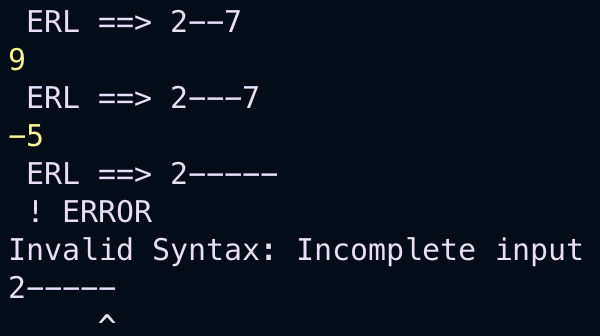 ERL ==> 2--7
9
 ERL ==> 2---7
-5
 ERL ==> 2-----
 ! ERROR
Invalid Syntax: Incomplete input
2-----
     ^